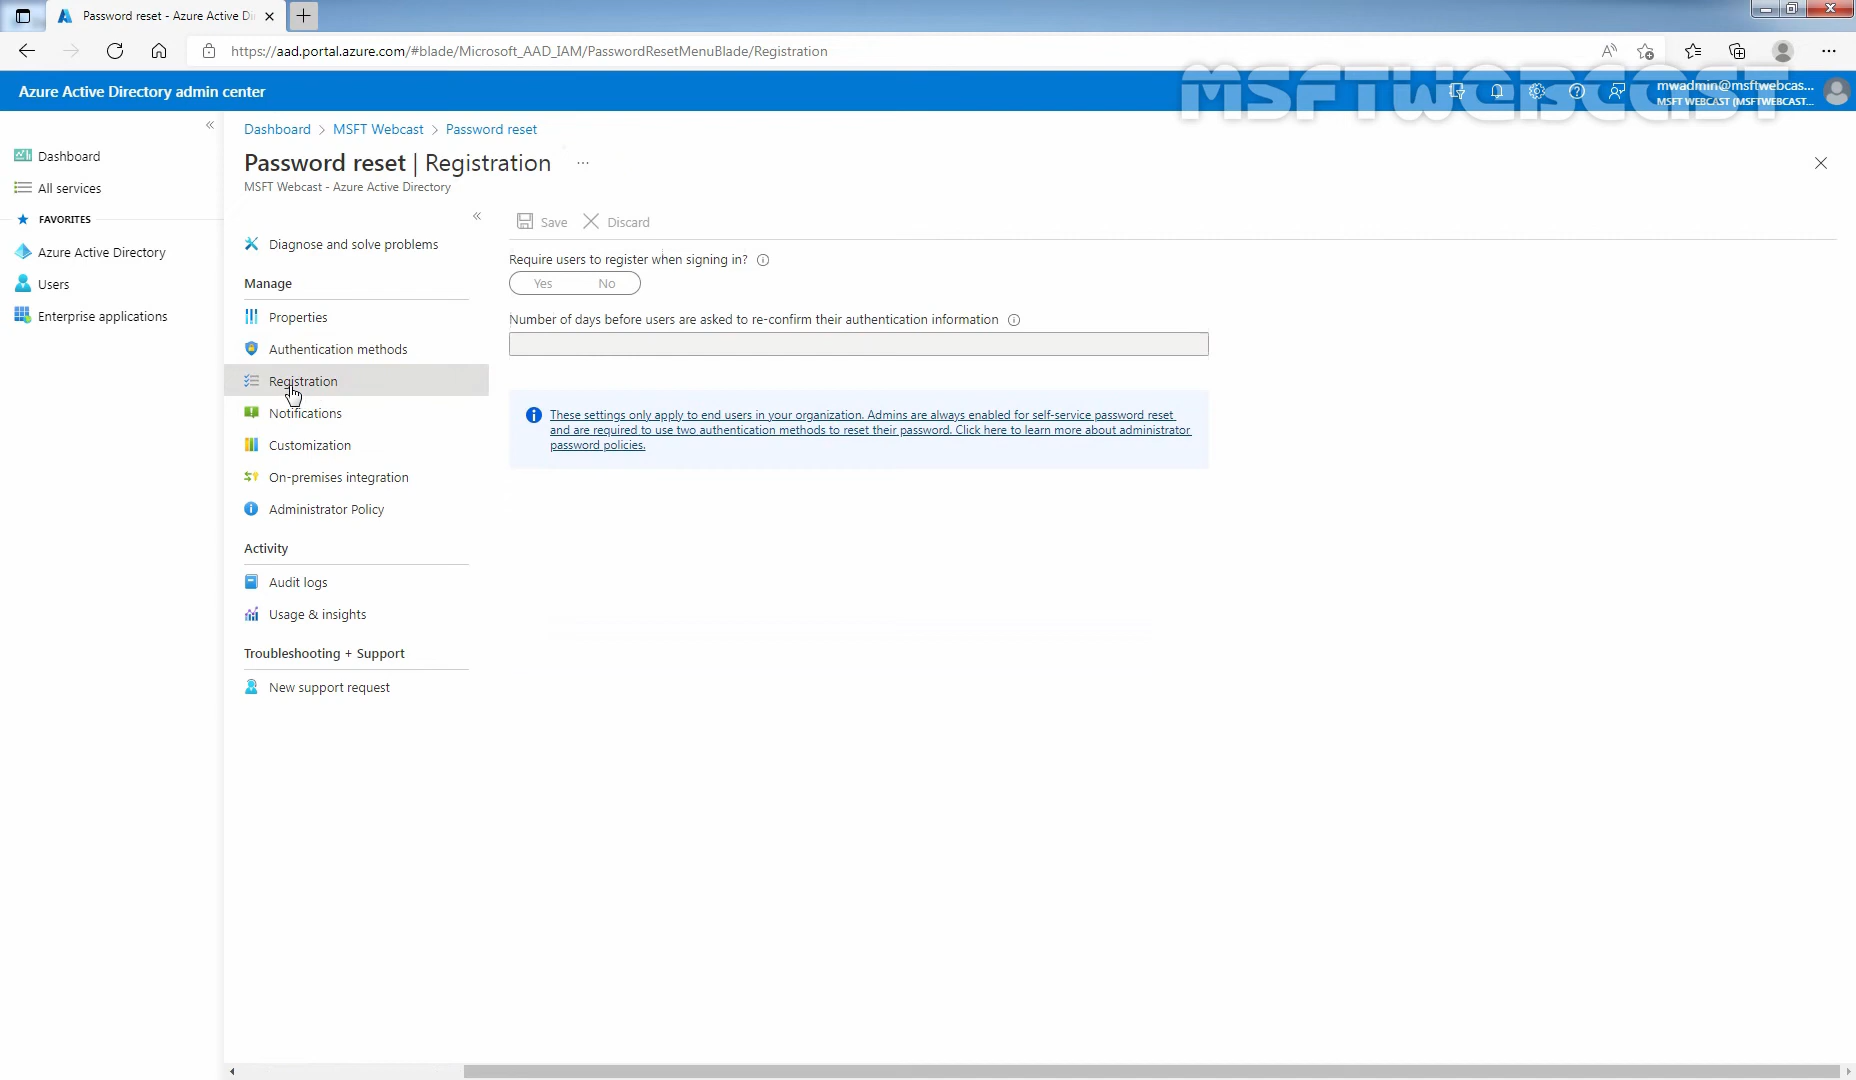 Password reset - Azure Active Di
https://aad.portal.azure.com/#blade/Microsoft_AAD_IAM/PasswordResetMenuBlade/Registration
Azure Active Directory admin center
MSFTWEBCAST
mwadmin@msftwebcas...
MSFT WEBCAST (MSFTWEBCAST...
Dashboard
All services
FAVORITES
Azure Active Directory
Users
Enterprise applications
Dashboard > MSFT Webcast > Password reset
Password reset | Registration ...
MSFT Webcast - Azure Active Directory
Diagnose and solve problems
Manage
Properties
Authentication methods
Registration
Notifications
Customization
On-premises integration
Administrator Policy
Activity
Audit logs
Usage & insights
Troubleshooting + Support
New support request
Save Discard
Require users to register when signing in?
Yes No
Number of days before users are asked to re-confirm their authentication information
These settings only apply to end users in your organization. Admins are always enabled for self-service password reset
and are required to use two authentication methods to reset their password. Click here to learn more about administrator
password policies.